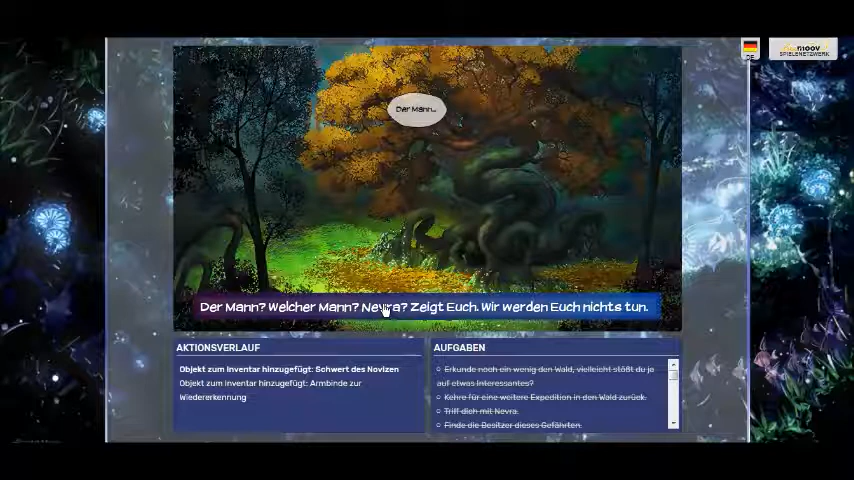 DE
moov
SPIELENETZWERK
Der Mann...
Der Mann? Welcher Mann? Nevra? Zeigt Euch. Wir werden Euch nichts tun.
AKTIONSVERLAUF
Objekt zum Inventar hinzugefügt: Schwert des Novizen
Objekt zum Inventar hinzugefügt: Armbinde zur
Wiedererkennung
AUFGABEN
Erkunde noch ein wenig den Wald, vielleicht stößt du je
auf etwas Interessantes?
Kehre für eine weitere Expedition in den Wald zurück.
Triff dich mit Nevra.
Finde die Besitzer dieses Gefährten.